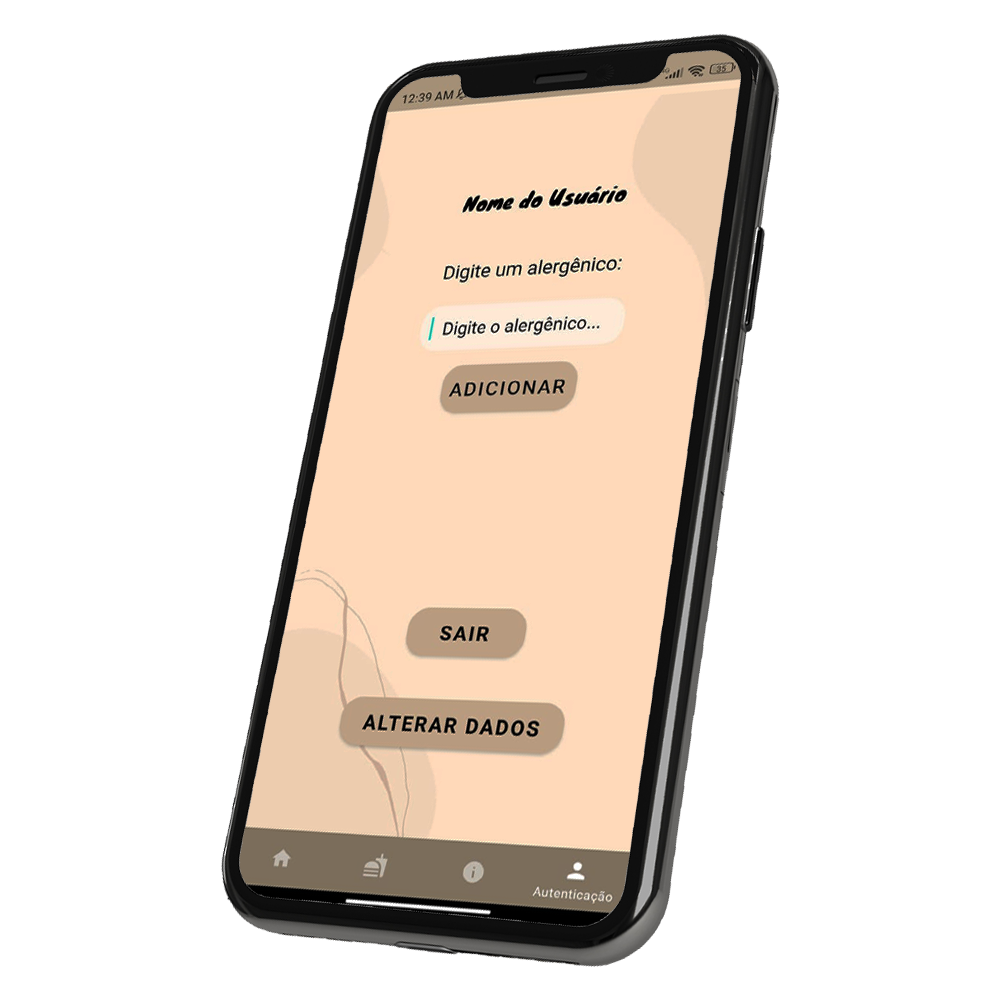 12:39 AM
35
Nome do Usuário
Digite um alergênico:
Digite o alergênico...
ADICIONAR
SAIR
ALTERAR DADOS
Autenticação